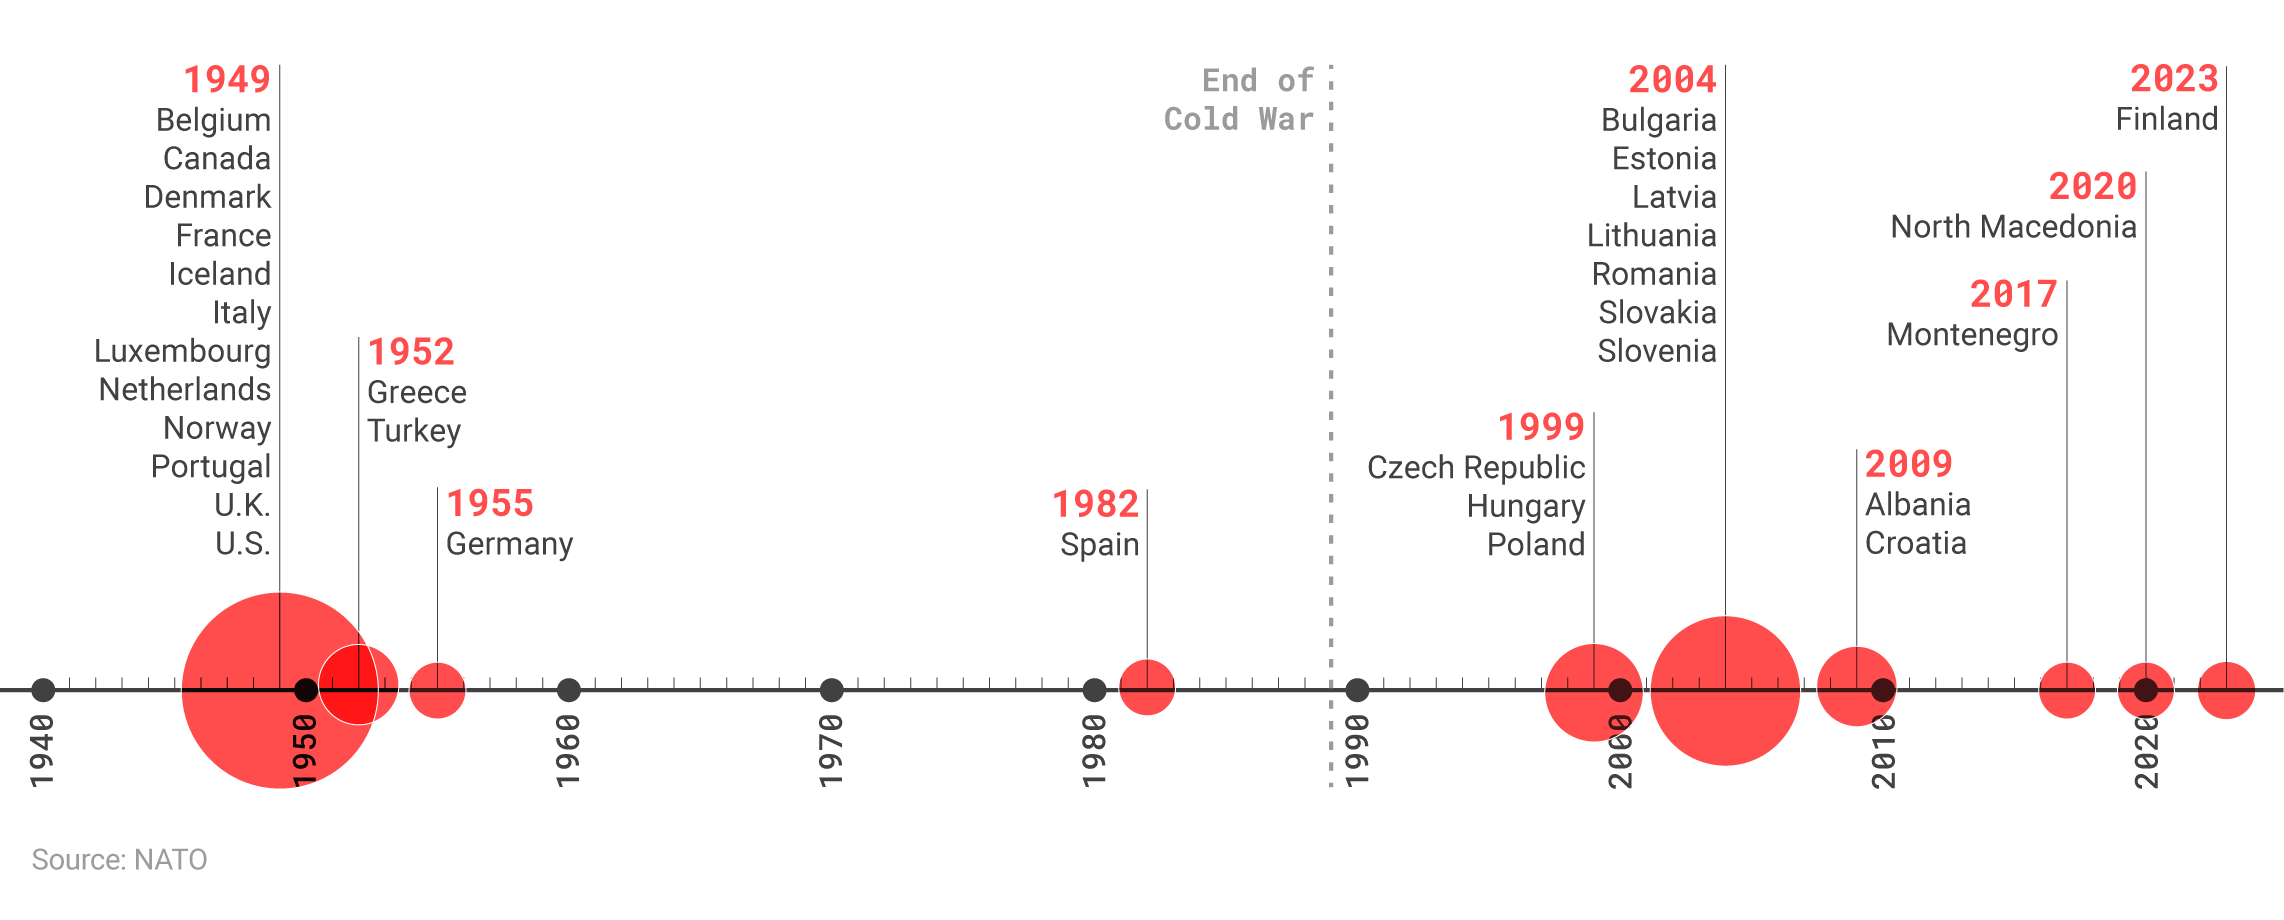 1949
Belgium
Canada
Denmark
France
Iceland
Italy
Luxembourg
Netherlands
Norway
Portugal
U.K.
U.S.
1952
Greece
Turkey
1955
Germany
1982
Spain
End of
Cold War
1999
Czech Republic
Hungary
Poland
2004
Bulgaria
Estonia
Latvia
Lithuania
Romania
Slovakia
Slovenia
2009
Albania
Croatia
2017
Montenegro
2020
North Macedonia
2023
Finland
1940
1950
1960
1970
1980
1990
2000
2010
2020
Source: NATO